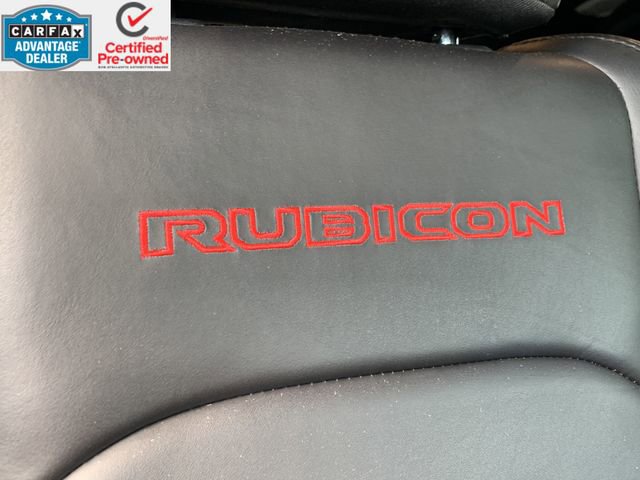 CARFAX
ADVANTAGE
DEALER
Certified
Pre-owned
RUBICON